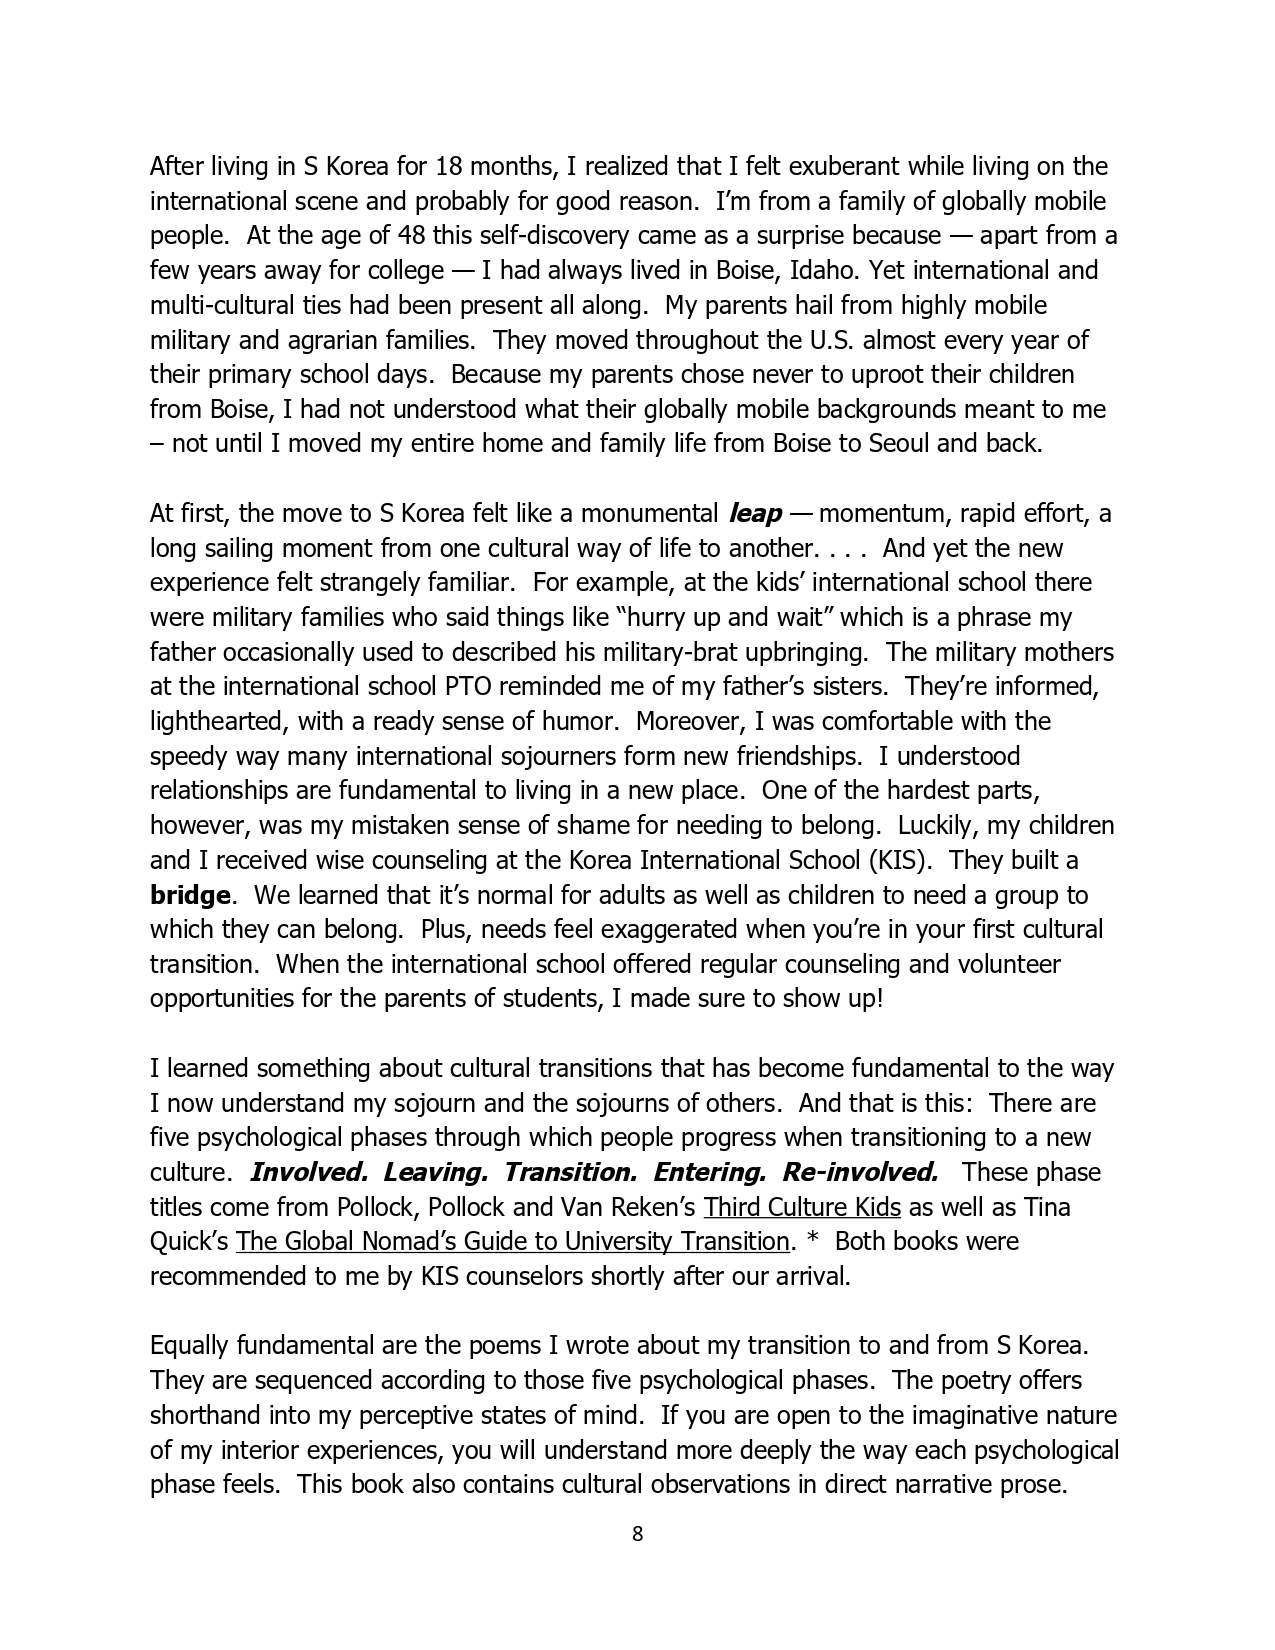 After living in S Korea for 18 months, I realized that I felt exuberant while living on the
international scene and probably for good reason.  I’m from a family of globally mobile
people.  At the age of 48 this self-discovery came as a surprise because — apart from a
few years away for college — I had always lived in Boise, Idaho. Yet international and
multi-cultural ties had been present all along.  My parents hail from highly mobile
military and agrarian families.  They moved throughout the U.S. almost every year of
their primary school days.  Because my parents chose never to uproot their children
from Boise, I had not understood what their globally mobile backgrounds meant to me
– not until I moved my entire home and family life from Boise to Seoul and back.

At first, the move to S Korea felt like a monumental leap — momentum, rapid effort, a
long sailing moment from one cultural way of life to another. . . .  And yet the new
experience felt strangely familiar.  For example, at the kids’ international school there
were military families who said things like “hurry up and wait” which is a phrase my
father occasionally used to described his military-brat upbringing.  The military mothers
at the international school PTO reminded me of my father’s sisters.  They’re informed,
lighthearted, with a ready sense of humor.  Moreover, I was comfortable with the
speedy way many international sojourners form new friendships.  I understood
relationships are fundamental to living in a new place.  One of the hardest parts,
however, was my mistaken sense of shame for needing to belong.  Luckily, my children
and I received wise counseling at the Korea International School (KIS).  They built a
bridge.  We learned that it’s normal for adults as well as children to need a group to
which they can belong.  Plus, needs feel exaggerated when you’re in your first cultural
transition.  When the international school offered regular counseling and volunteer
opportunities for the parents of students, I made sure to show up!

I learned something about cultural transitions that has become fundamental to the way
I now understand my sojourn and the sojourns of others.  And that is this:  There are
five psychological phases through which people progress when transitioning to a new
culture.  Involved.  Leaving.  Transition.  Entering.  Re-involved.  These phase
titles come from Pollock, Pollock and Van Reken’s Third Culture Kids as well as Tina
Quick’s The Global Nomad’s Guide to University Transition. *  Both books were
recommended to me by KIS counselors shortly after our arrival.

Equally fundamental are the poems I wrote about my transition to and from S Korea.
They are sequenced according to those five psychological phases.  The poetry offers
shorthand into my perceptive states of mind.  If you are open to the imaginative nature
of my interior experiences, you will understand more deeply the way each psychological
phase feels.  This book also contains cultural observations in direct narrative prose.
8